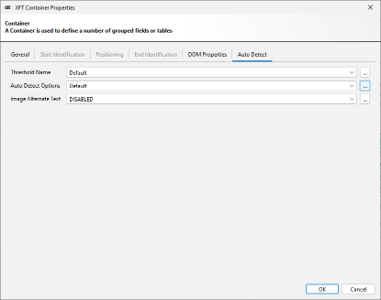 XFT Container Properties
Container
A Container is used to define a number of grouped fields or tables
General Start Identification Positioning End Identification DOM Properties Auto Detect
Threshold Name Default ...
Auto Detect Options Default ...
Image Alternate Text DISABLED ...
OK Cancel